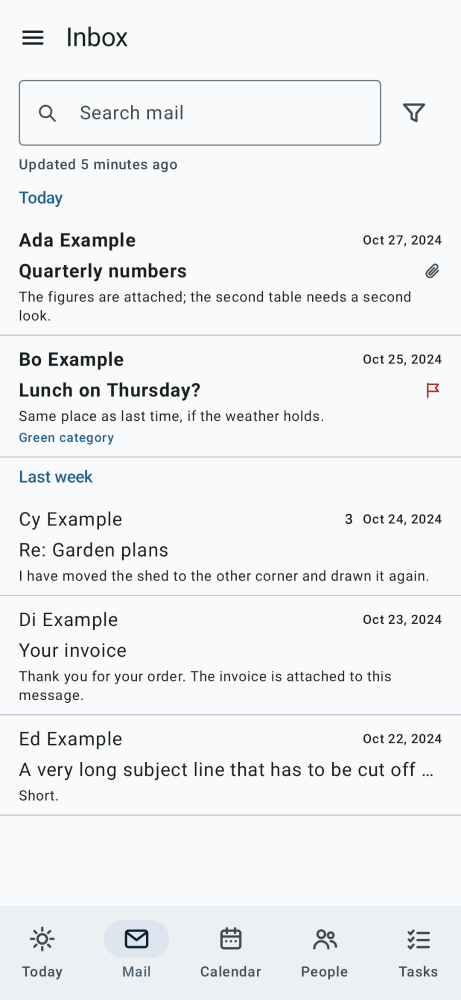 Inbox
Search mail
Updated 5 minutes ago
Today
Ada Example Oct 27, 2024
Quarterly numbers
The figures are attached; the second table needs a second
look.
Bo Example Oct 25, 2024
Lunch on Thursday?
Same place as last time, if the weather holds.
Green category
Last week
Cy Example 3 Oct 24, 2024
Re: Garden plans
I have moved the shed to the other corner and drawn it again.
Di Example Oct 23, 2024
Your invoice
Thank you for your order. The invoice is attached to this
message.
Ed Example Oct 22, 2024
A very long subject line that has to be cut off …
Short.
Today Mail Calendar People Tasks